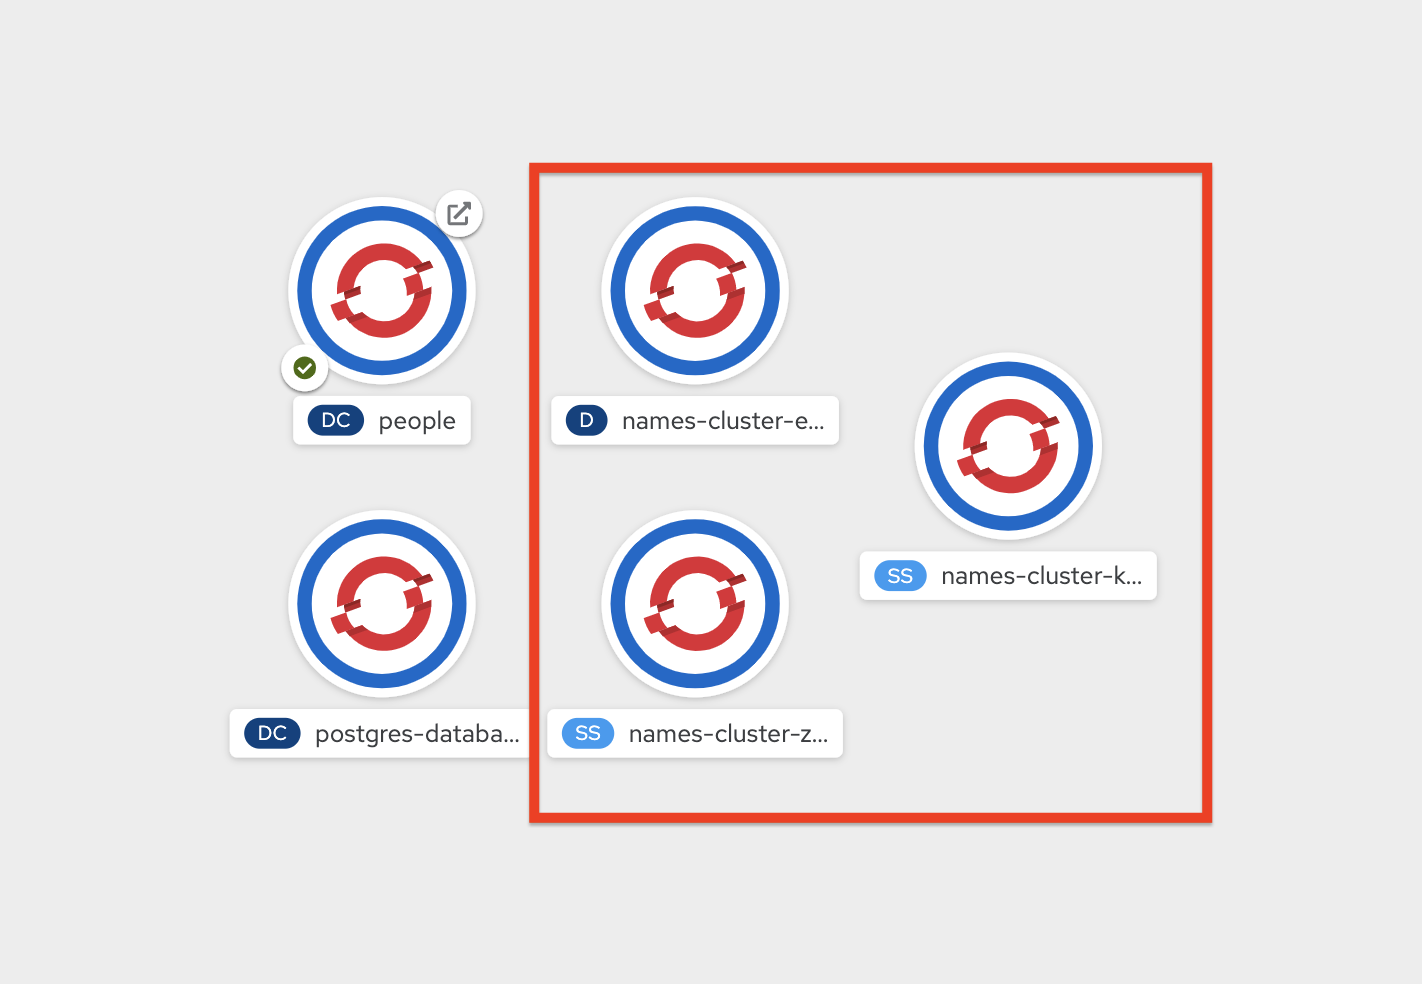 DC people
D names-cluster-e...
SS names-cluster-k...
DC postgres-databa...
SS names-cluster-z...